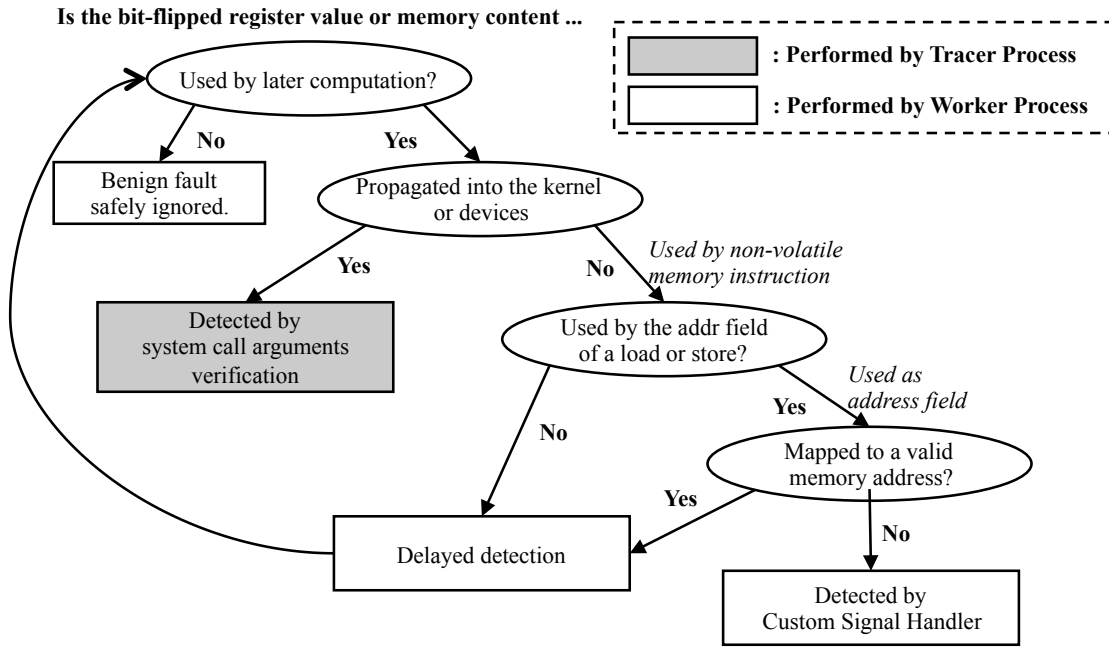 Is the bit-flipped register value or memory content ...
: Performed by Tracer Process
: Performed by Worker Process
Used by later computation?
No
Yes
Benign fault
safely ignored.
Propagated into the kernel
or devices
Yes
No
Used by non-volatile
memory instruction
Detected by
system call arguments
verification
Used by the addr field
of a load or store?
No
Yes
Used as
address field
Mapped to a valid
memory address?
Yes
No
Delayed detection
Detected by
Custom Signal Handler